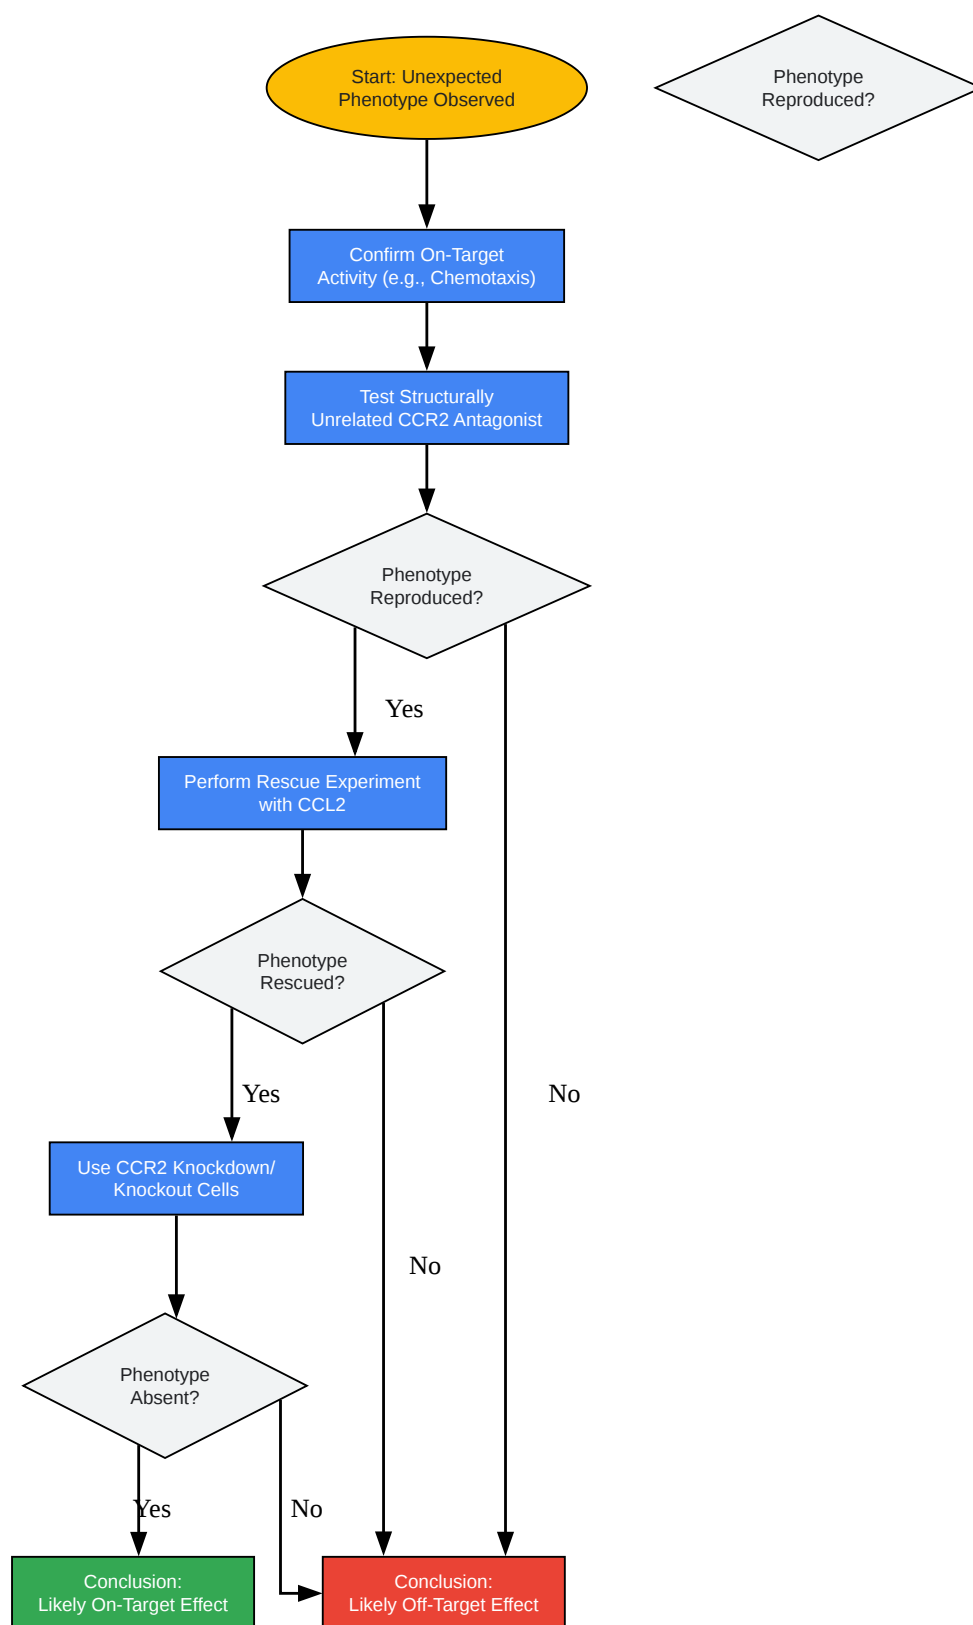 Start: Unexpected
Phenotype Observed
Phenotype
Reproduced?
Confirm On-Target
Activity (e.g., Chemotaxis)
Test Structurally
Unrelated CCR2 Antagonist
Phenotype
Reproduced?
Yes
Perform Rescue Experiment
with CCL2
Phenotype
Rescued?
Yes
No
Use CCR2 Knockdown/
Knockout Cells
No
Phenotype
Absent?
Yes
No
Conclusion:
Likely On-Target Effect
Conclusion:
Likely Off-Target Effect